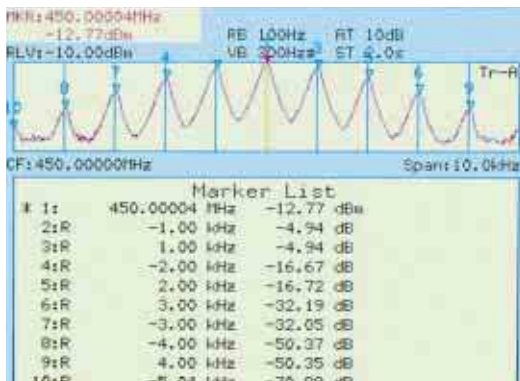 MKR:450.00004MHz
-12.77dBm RB 100Hz AT 10dB
RLV:-10.00dBm VB 300Hz* ST 2.0s
Tr-A
CF:450.00000MHz Span:10.0kHz
Marker List
* 1: 450.00004 MHz -12.77 dBm
2:R -1.00 kHz -4.94 dB
3:R 1.00 kHz -4.94 dB
4:R -2.00 kHz -16.67 dB
5:R 2.00 kHz -16.72 dB
6:R 3.00 kHz -32.19 dB
7:R -3.00 kHz -32.05 dB
8:R -4.00 kHz -50.37 dB
9:R 4.00 kHz -50.35 dB